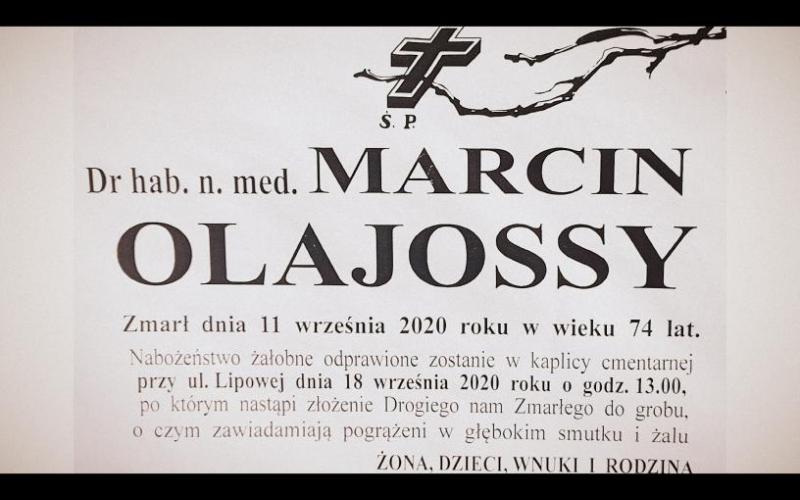 Ś. P.
Dr hab. n. med. MARCIN
OLAJOSSY
Zmarł dnia 11 września 2020 roku w wieku 74 lat.
Nabożeństwo żałobne odprawione zostanie w kaplicy cmentarnej
przy ul. Lipowej dnia 18 września 2020 roku o godz. 13.00,
po którym nastąpi złożenie Drogiego nam Zmarłego do grobu,
o czym zawiadamiają pogrążeni w głębokim smutku i żalu
ŻONA, DZIECI, WNUKI I RODZINA